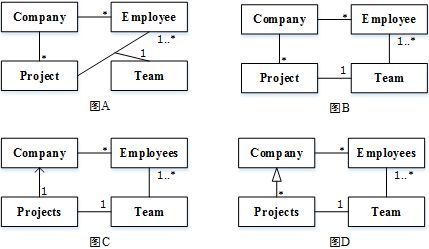 Company * Employee
1..*
* 1
Project Team
图A
Company * Employee
1..*
*
Project 1 Team
图B
Company * Employees
1..*
1
Projects 1 Team
图C
Company * Employees
1..*
*
Projects 1 Team
图D